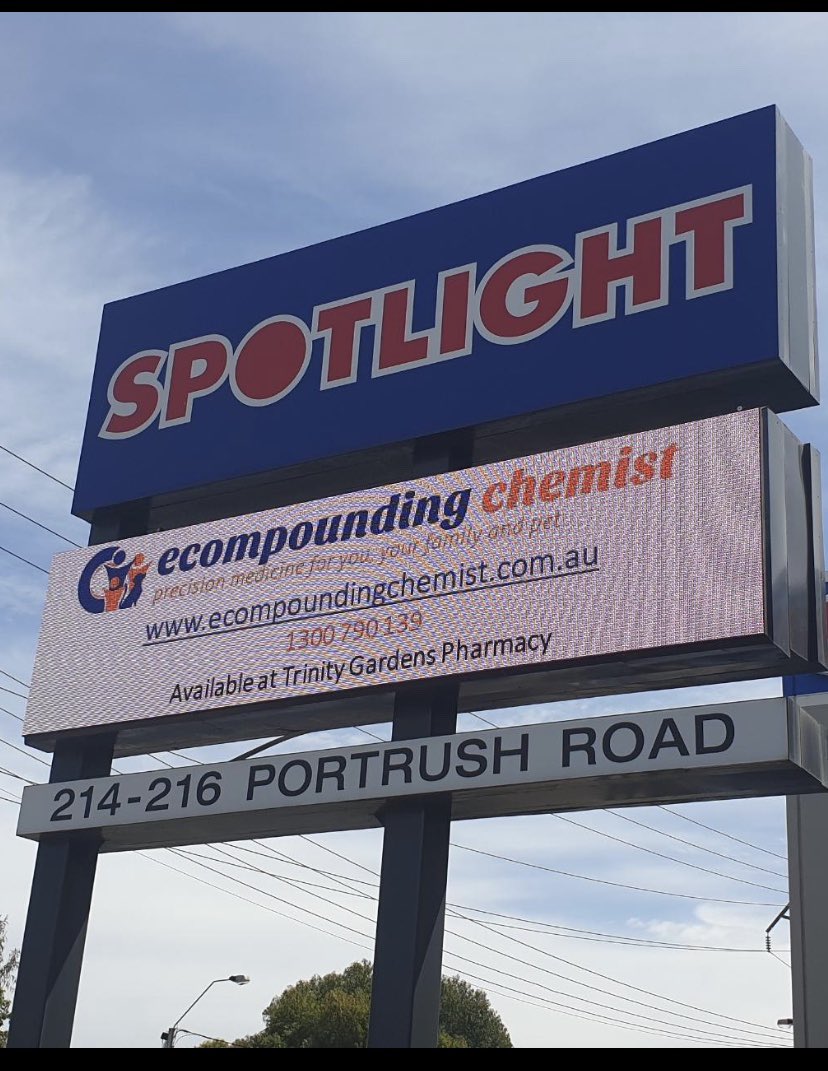 SPOTLIGHT
ecompounding chemist
precision medicine for you, your family and pet
www.ecompoundingchemist.com.au
1300 790 139
Available at Trinity Gardens Pharmacy
214-216 PORTRUSH ROAD